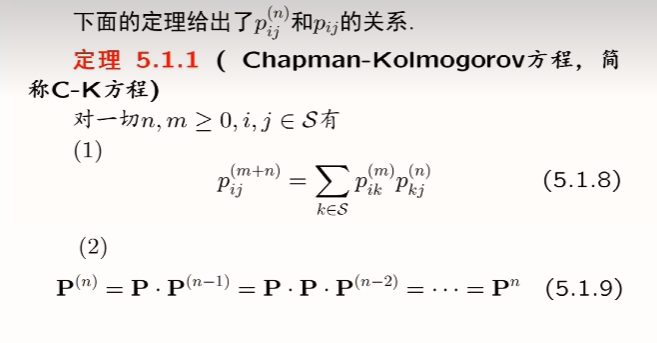 下面的定理给出了$p_{ij}^{(n)}$和$p_{ij}$的关系.
定理 5.1.1 ( Chapman-Kolmogorov方程, 简
称C-K方程)
对一切$n, m \geq 0, i, j \in \mathcal{S}$有
(1)
$p_{ij}^{(m+n)} = \sum_{k \in \mathcal{S}} p_{ik}^{(m)} p_{kj}^{(n)}$ (5.1.8)
(2)
$\mathbf{P}^{(n)} = \mathbf{P} \cdot \mathbf{P}^{(n-1)} = \mathbf{P} \cdot \mathbf{P} \cdot \mathbf{P}^{(n-2)} = \cdots = \mathbf{P}^n$ (5.1.9)